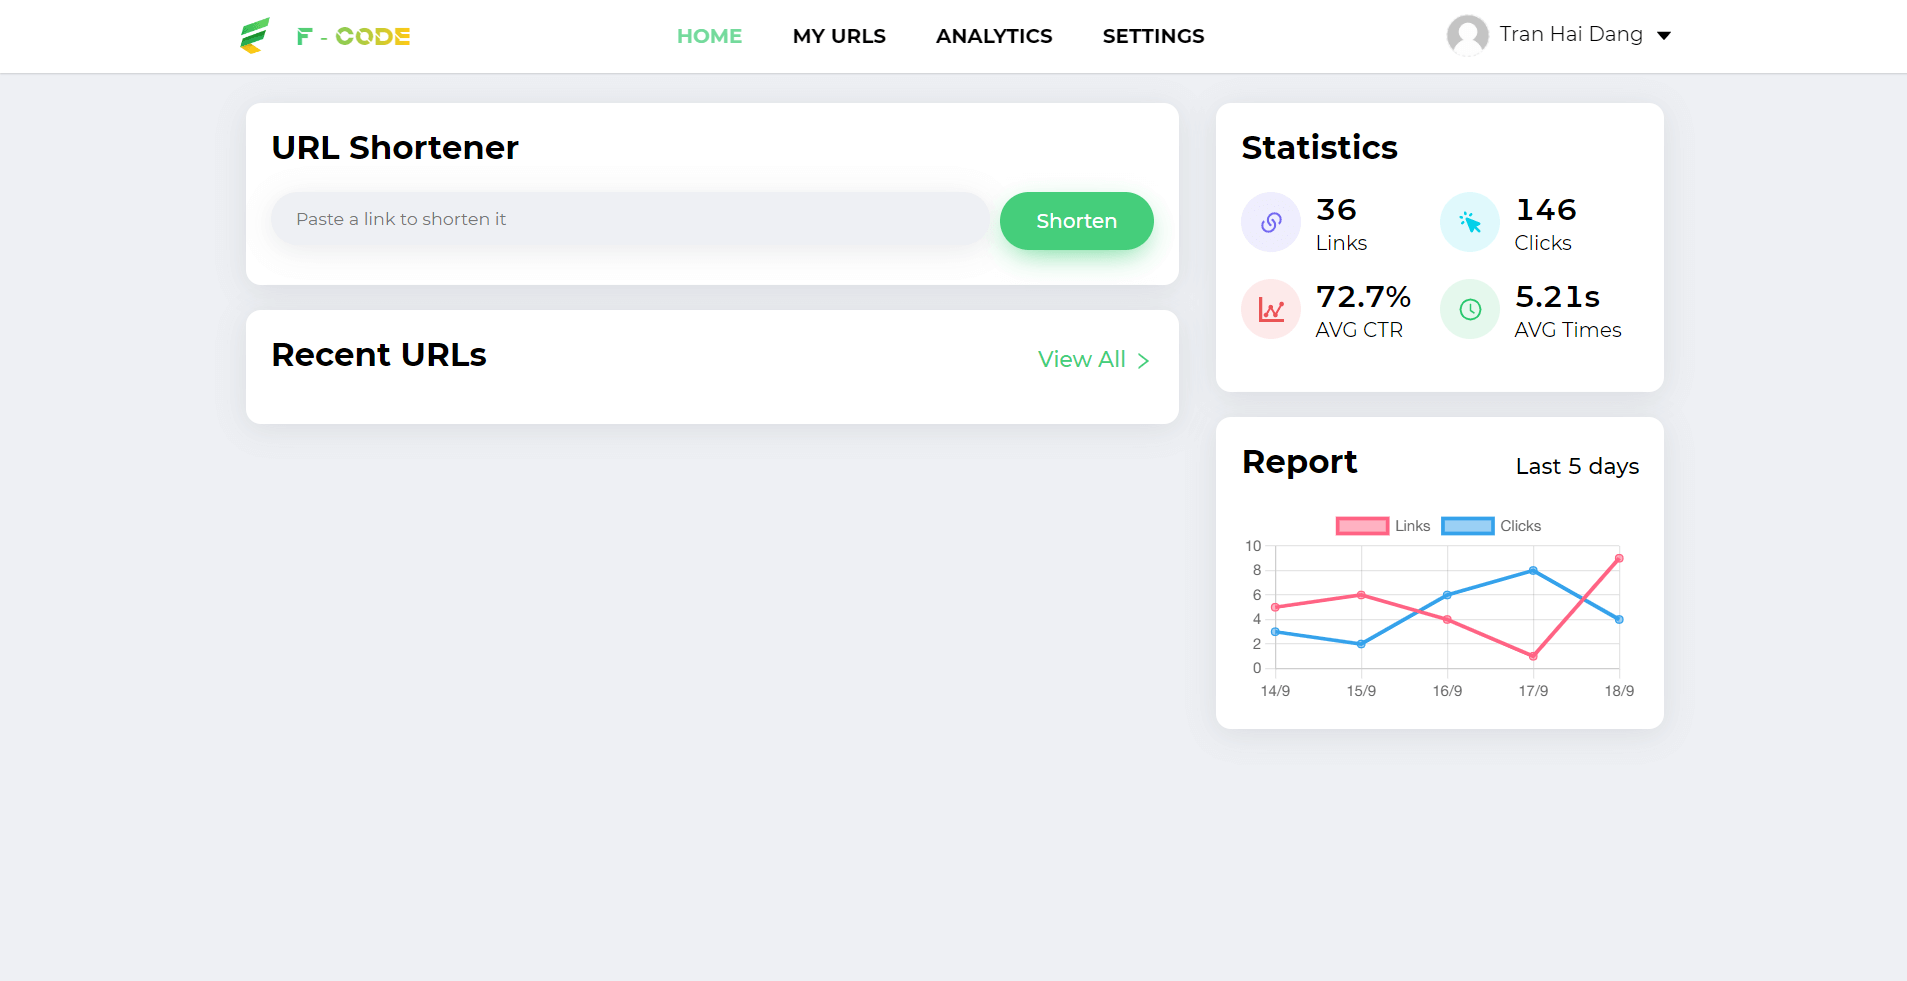 F - CODE
HOME MY URLS ANALYTICS SETTINGS
Tran Hai Dang
URL Shortener
Paste a link to shorten it
Shorten
Recent URLs
View All
Statistics
36
Links
146
Clicks
72.7%
AVG CTR
5.21s
AVG Times
Report
Last 5 days
Links Clicks
10
8
6
4
2
0
14/9 15/9 16/9 17/9 18/9